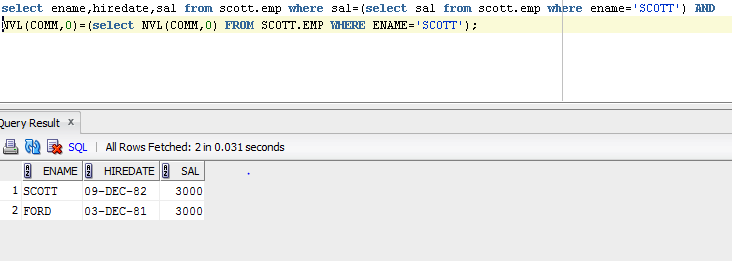 select ename,hiredate,sal from scott.emp where sal=(select sal from scott.emp where ename='SCOTT') AND
NVL(COMM,0)=(select NVL(COMM,0) FROM SCOTT.EMP WHERE ENAME='SCOTT');
Query Result x
SQL | All Rows Fetched: 2 in 0.031 seconds
ENAME HIREDATE SAL
1 SCOTT 09-DEC-82 3000
2 FORD 03-DEC-81 3000